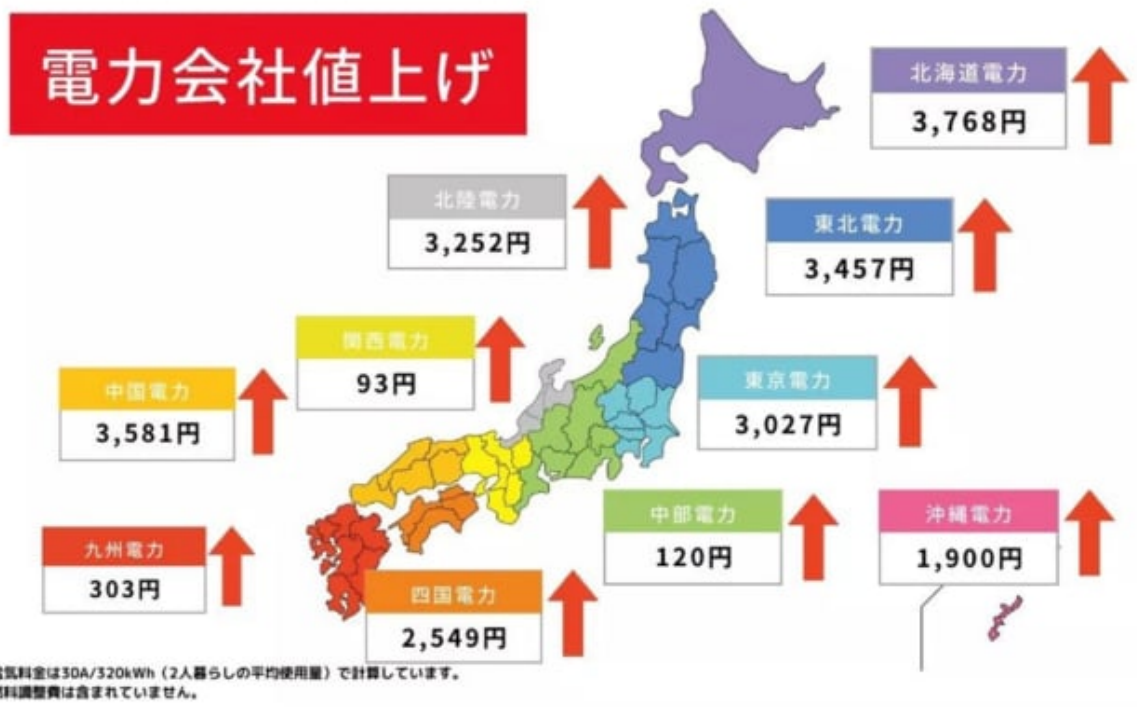 電力会社値上げ
北海道電力
3,768円
北陸電力
3,252円
東北電力
3,457円
関西電力
93円
中国電力
3,581円
東京電力
3,027円
中部電力
120円
沖縄電力
1,900円
九州電力
303円
四国電力
2,549円
電気料金は30A/320kWh(2人暮らしの平均使用量)で計算しています。
燃料調整費は含まれていません。